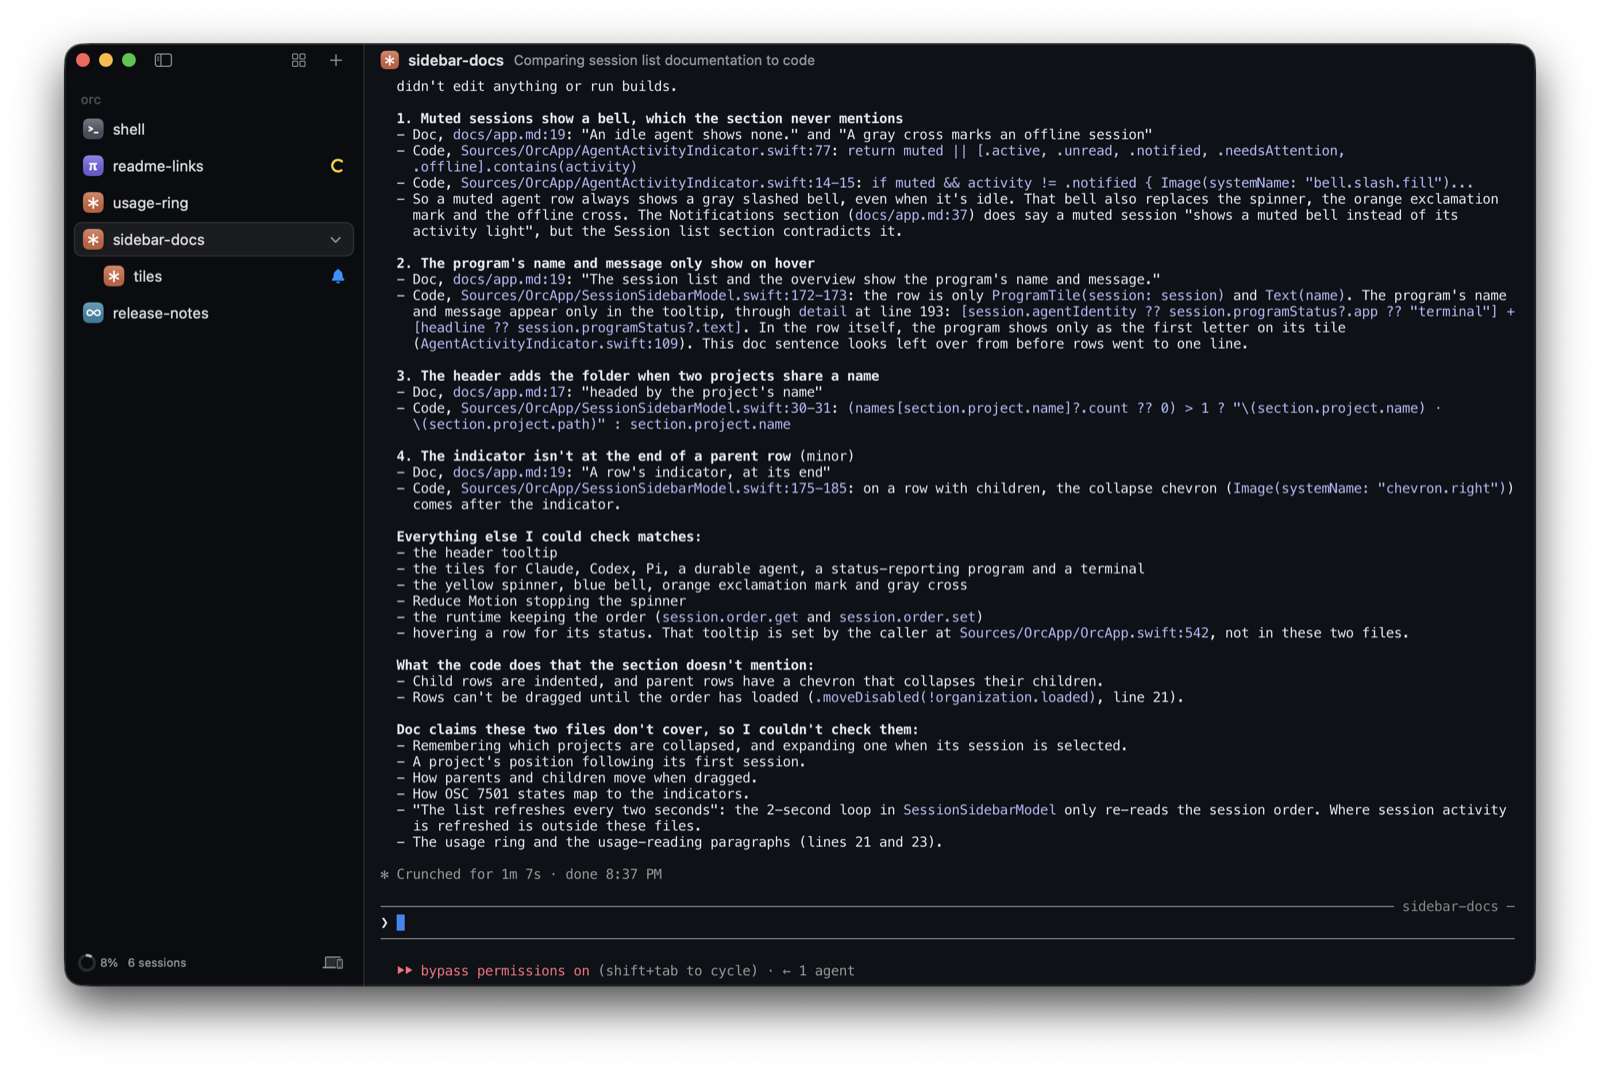 sidebar-docs Comparing session list documentation to code
orc
shell
readme-links
usage-ring
sidebar-docs
tiles
release-notes
8% 6 sessions
didn't edit anything or run builds.
1. Muted sessions show a bell, which the section never mentions
– Doc, docs/app.md:19: "An idle agent shows none." and "A gray cross marks an offline session"
– Code, Sources/OrcApp/AgentActivityIndicator.swift:77: return muted || [.active, .unread, .notified, .needsAttention,
.offline].contains(activity)
– Code, Sources/OrcApp/AgentActivityIndicator.swift:14–15: if muted && activity != .notified { Image(systemName: "bell.slash.fill")...
– So a muted agent row always shows a gray slashed bell, even when it's idle. That bell also replaces the spinner, the orange exclamation
mark and the offline cross. The Notifications section (docs/app.md:37) does say a muted session "shows a muted bell instead of its
activity light", but the Session list section contradicts it.
2. The program's name and message only show on hover
– Doc, docs/app.md:19: "The session list and the overview show the program's name and message."
– Code, Sources/OrcApp/SessionSidebarModel.swift:172–173: the row is only ProgramTile(session: session) and Text(name). The program's name
and message appear only in the tooltip, through detail at line 193: [session.agentIdentity ?? session.programStatus?.app ?? "terminal"] +
[headline ?? session.programStatus?.text]. In the row itself, the program shows only as the first letter on its tile
(AgentActivityIndicator.swift:109). This doc sentence looks left over from before rows went to one line.
3. The header adds the folder when two projects share a name
– Doc, docs/app.md:17: "headed by the project's name"
– Code, Sources/OrcApp/SessionSidebarModel.swift:30–31: (names[section.project.name]?.count ?? 0) > 1 ? "\(section.project.name) ·
\(section.project.path)" : section.project.name
4. The indicator isn't at the end of a parent row (minor)
– Doc, docs/app.md:19: "A row's indicator, at its end"
– Code, Sources/OrcApp/SessionSidebarModel.swift:175–185: on a row with children, the collapse chevron (Image(systemName: "chevron.right"))
comes after the indicator.
Everything else I could check matches:
– the header tooltip
– the tiles for Claude, Codex, Pi, a durable agent, a status-reporting program and a terminal
– the yellow spinner, blue bell, orange exclamation mark and gray cross
– Reduce Motion stopping the spinner
– the runtime keeping the order (session.order.get and session.order.set)
– hovering a row for its status. That tooltip is set by the caller at Sources/OrcApp/OrcApp.swift:542, not in these two files.
What the code does that the section doesn't mention:
– Child rows are indented, and parent rows have a chevron that collapses their children.
– Rows can't be dragged until the order has loaded (.moveDisabled(!organization.loaded), line 21).
Doc claims these two files don't cover, so I couldn't check them:
– Remembering which projects are collapsed, and expanding one when its session is selected.
– A project's position following its first session.
– How parents and children move when dragged.
– How OSC 7501 states map to the indicators.
– "The list refreshes every two seconds": the 2-second loop in SessionSidebarModel only re-reads the session order. Where session activity
is refreshed is outside these files.
– The usage ring and the usage-reading paragraphs (lines 21 and 23).
✻ Crunched for 1m 7s · done 8:37 PM
sidebar-docs
❯
⏵⏵ bypass permissions on (shift+tab to cycle) · ← 1 agent